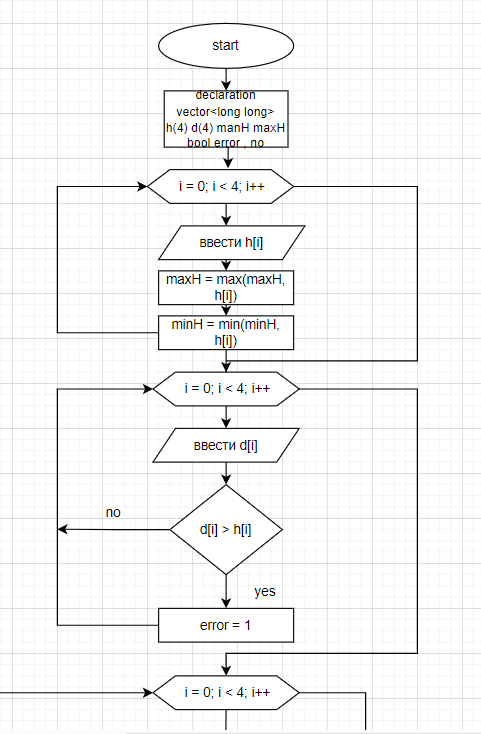 start
declaration
vector<long long>
h(4) d(4) manH maxH
bool error , no
i = 0; i < 4; i++
ввести h[i]
maxH = max(maxH,
h[i])
minH = min(minH,
h[i])
i = 0; i < 4; i++
ввести d[i]
d[i] > h[i]
no
yes
error = 1
i = 0; i < 4; i++